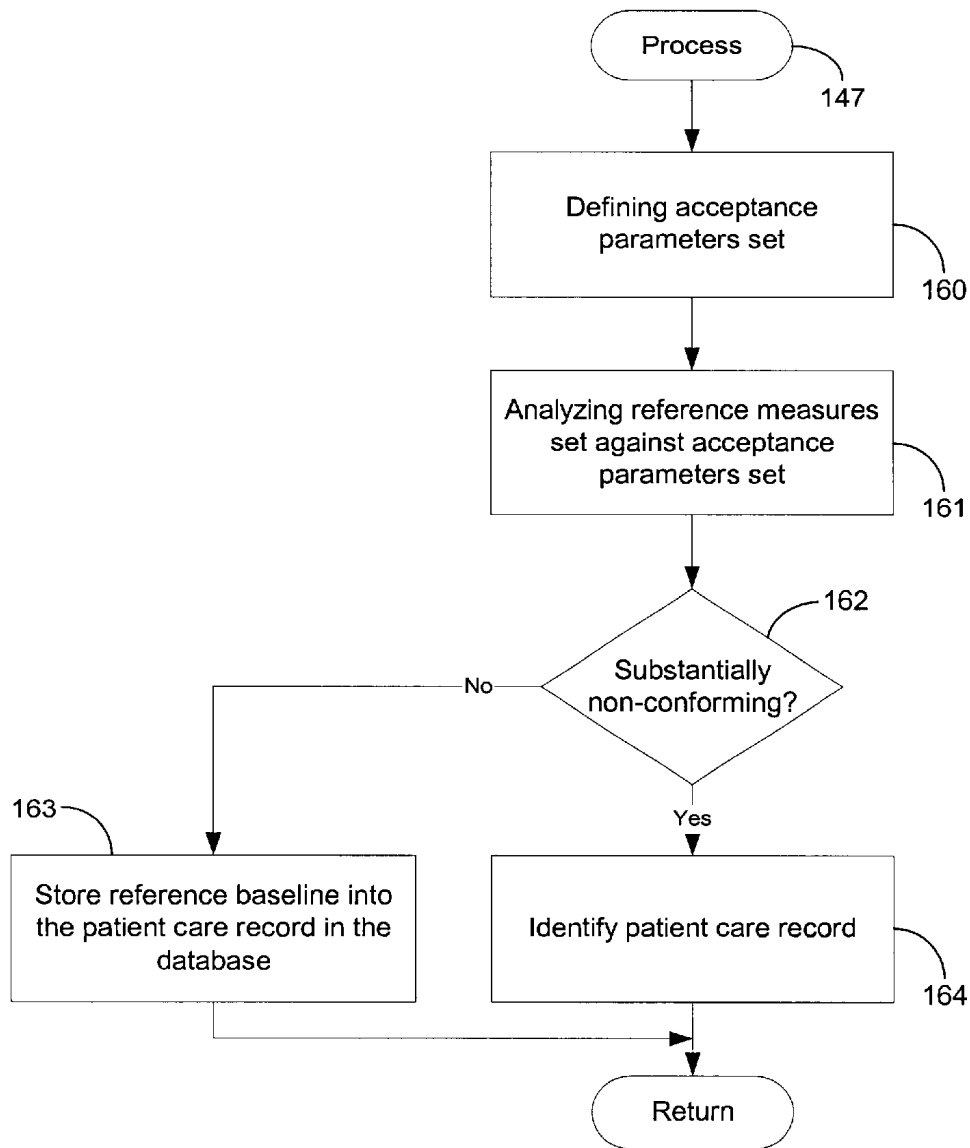 Process
147
Defining acceptance
parameters set
160
Analyzing reference measures
set against acceptance
parameters set
161
162
Substantially
non-conforming?
No
Yes
163
Store reference baseline into
the patient care record in the
database
Identify patient care record
164
Return